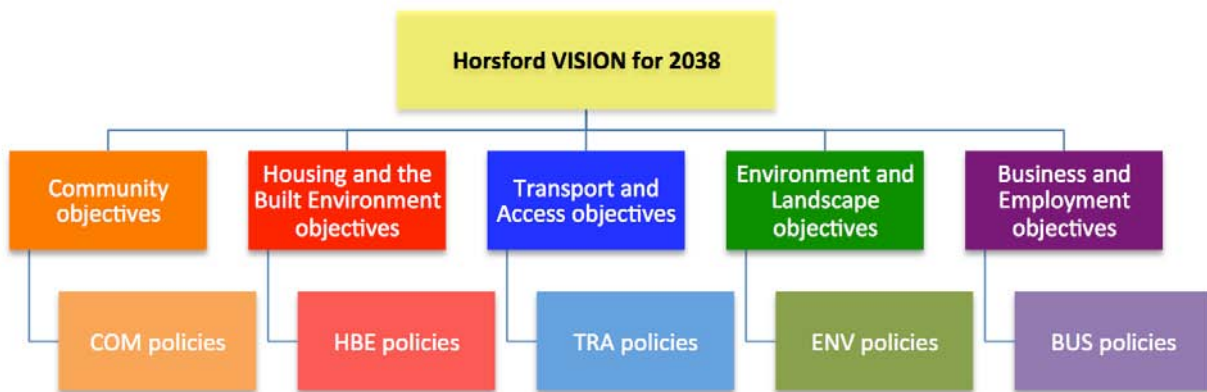 Horsford VISION for 2038
Community
objectives
Housing and the
Built Environment
objectives
Transport and
Access objectives
Environment and
Landscape
objectives
Business and
Employment
objectives
COM policies
HBE policies
TRA policies
ENV policies
BUS policies